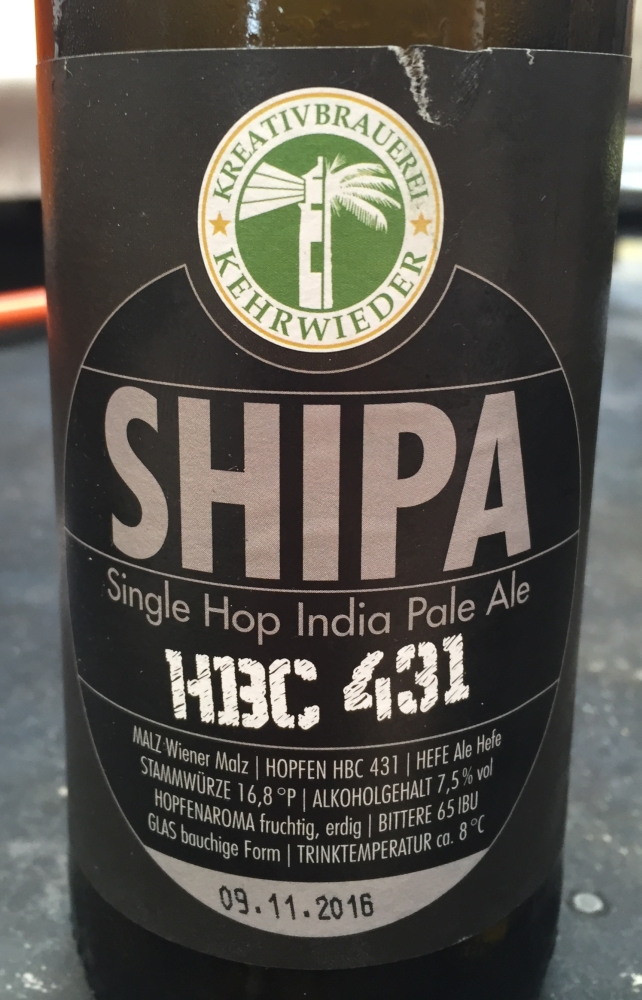 KREATIVBRAUEREI
KEHRWIEDER
SHIPA
Single Hop India Pale Ale
HBC 431
MALZ Wiener Malz | HOPFEN HBC 431 | HEFE Ale Hefe
STAMMWÜRZE 16,8 °P | ALKOHOLGEHALT 7,5 % vol
HOPFENAROMA fruchtig, erdig | BITTERE 65 IBU
GLAS bauchige Form | TRINKTEMPERATUR ca. 8 °C
09.11.2016